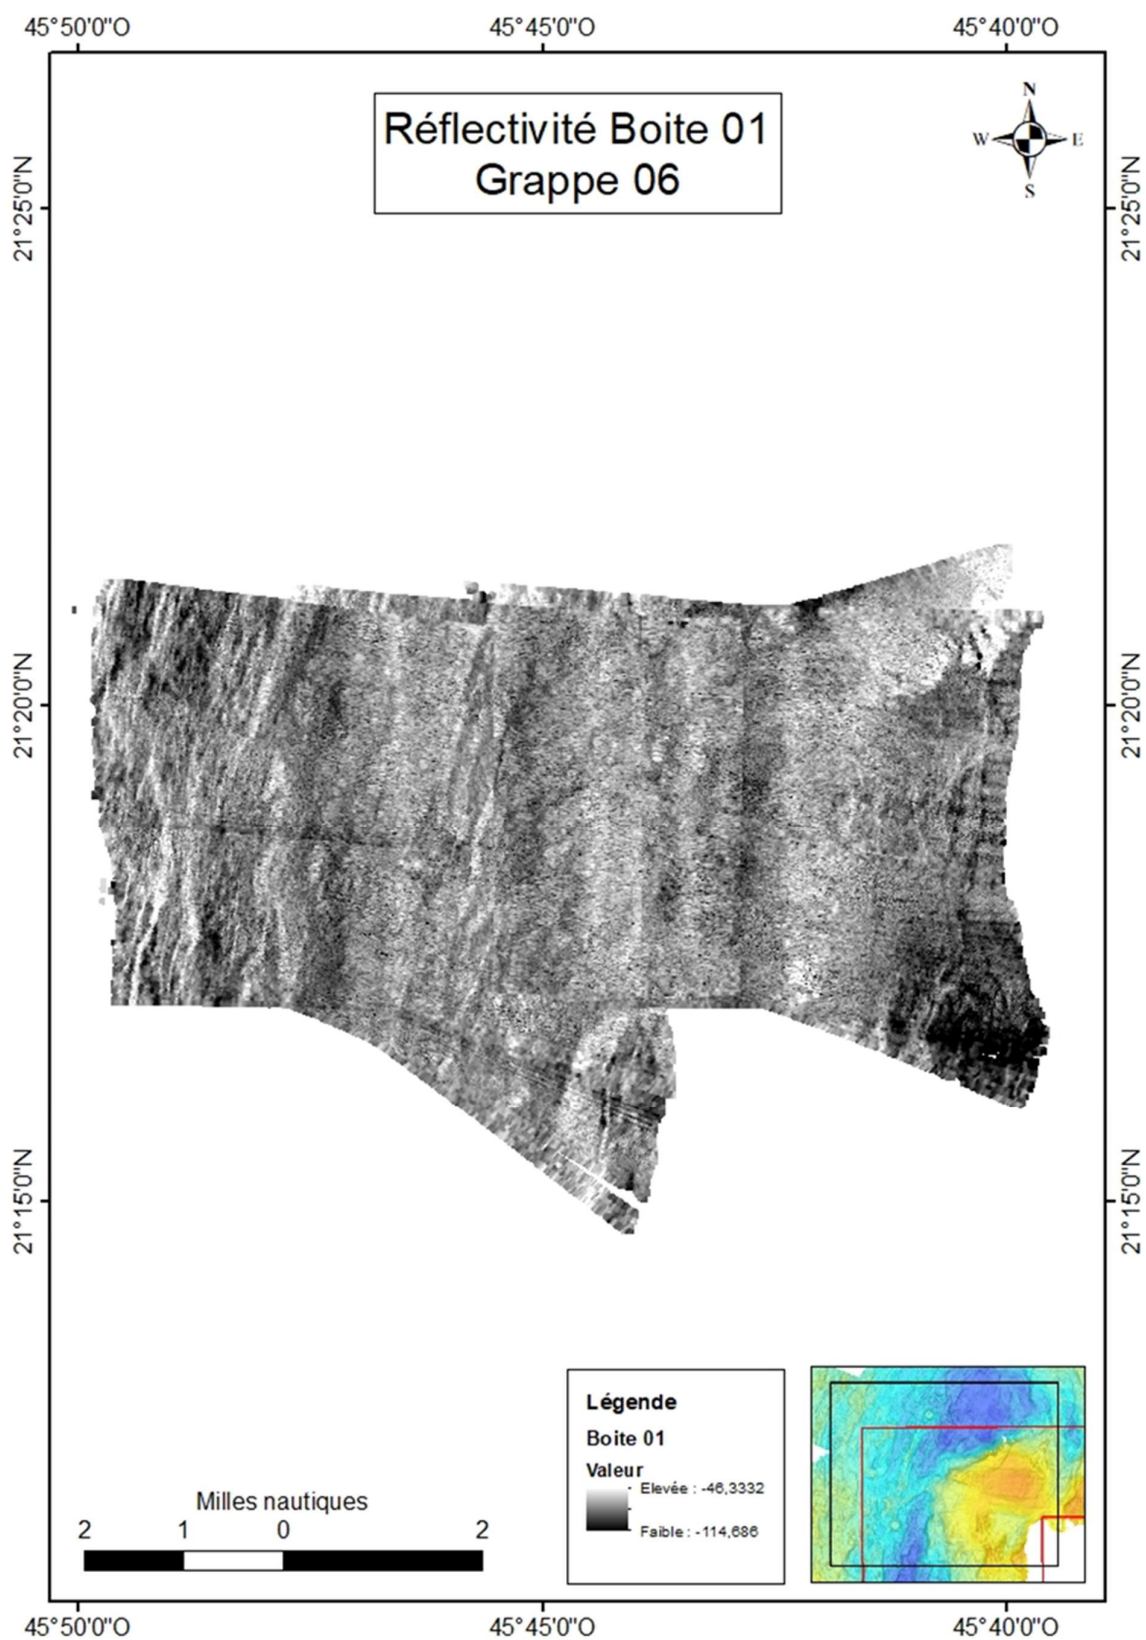 45°50'0"O 45°45'0"O 45°40'0"O
Réflectivité Boite 01
Grappe 06
N
W E
S
21°25'0"N 21°25'0"N
21°20'0"N 21°20'0"N
21°15'0"N 21°15'0"N
Légende
Boite 01
Valeur
Elevée : -46,3332
Faible : -114,686
Milles nautiques
2 1 0 2
45°50'0"O 45°45'0"O 45°40'0"O